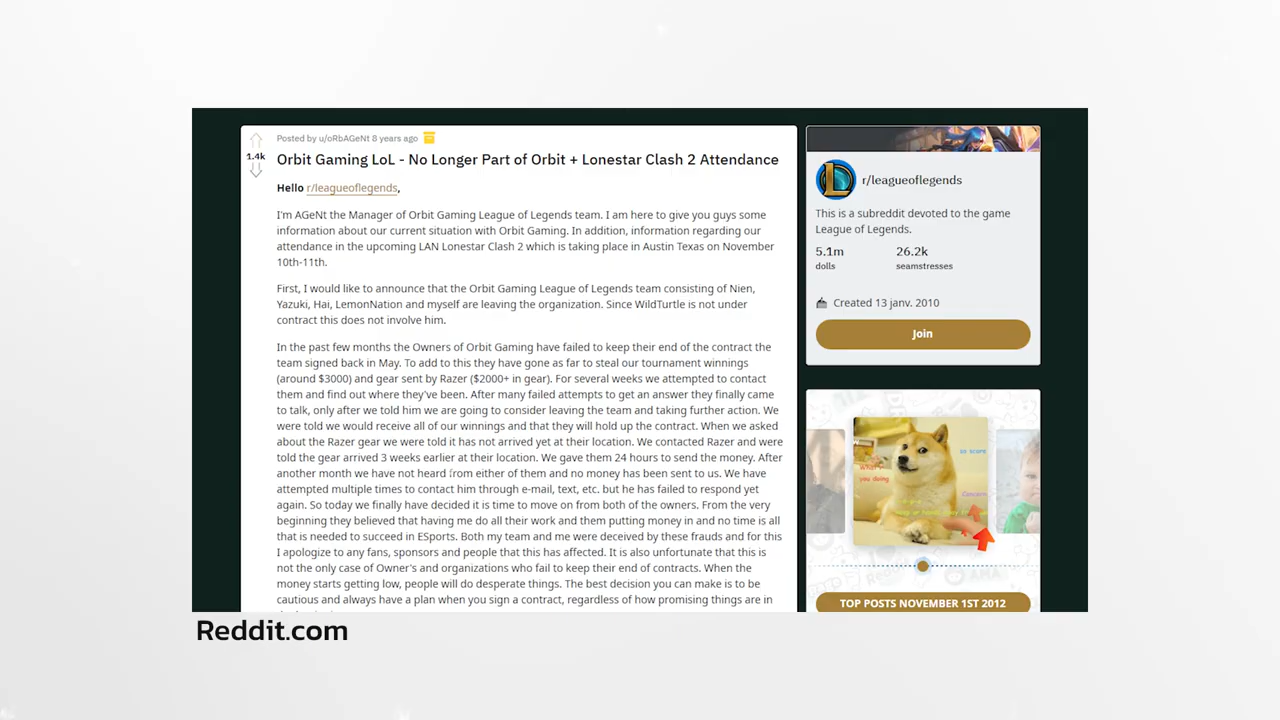 Posted by u/oRbAGeNt 8 years ago
1.4k
Orbit Gaming LoL - No Longer Part of Orbit + Lonestar Clash 2 Attendance
Hello r/leagueoflegends,
I'm AGeNt the Manager of Orbit Gaming League of Legends team. I am here to give you guys some
information about our current situation with Orbit Gaming. In addition, information regarding our
attendance in the upcoming LAN Lonestar Clash 2 which is taking place in Austin Texas on November
10th-11th.
First, I would like to announce that the Orbit Gaming League of Legends team consisting of Nien,
Yazuki, Hai, LemonNation and myself are leaving the organization. Since WildTurtle is not under
contract this does not involve him.
In the past few months the Owners of Orbit Gaming have failed to keep their end of the contract the
team signed back in May. To add to this they have gone as far to steal our tournament winnings
(around $3000) and gear sent by Razer ($2000+ in gear). For several weeks we attempted to contact
them and find out where they've been. After many failed attempts to get an answer they finally came
to talk, only after we told him we are going to consider leaving the team and taking further action. We
were told we would receive all of our winnings and that they will hold up the contract. When we asked
about the Razer gear we were told it has not arrived yet at their location. We contacted Razer and were
told the gear arrived 3 weeks earlier at their location. We gave them 24 hours to send the money. After
another month we have not heard from either of them and no money has been sent to us. We have
attempted multiple times to contact him through e-mail, text, etc. but he has failed to respond yet
again. So today we finally have decided it is time to move on from both of the owners. From the very
beginning they believed that having me do all their work and them putting money in and no time is all
that is needed to succeed in ESports. Both my team and me were deceived by these frauds and for this
I apologize to any fans, sponsors and people that this has affected. It is also unfortunate that this is
not the only case of Owner's and organizations who fail to keep their end of contracts. When the
money starts getting low, people will do desperate things. The best decision you can make is to be
cautious and always have a plan when you sign a contract, regardless of how promising things are in
r/leagueoflegends
This is a subreddit devoted to the game
League of Legends.
5.1m 26.2k
dolls seamstresses
Created 13 janv. 2010
Join
so score
you doing
Concern
TOP POSTS NOVEMBER 1ST 2012
Reddit.com